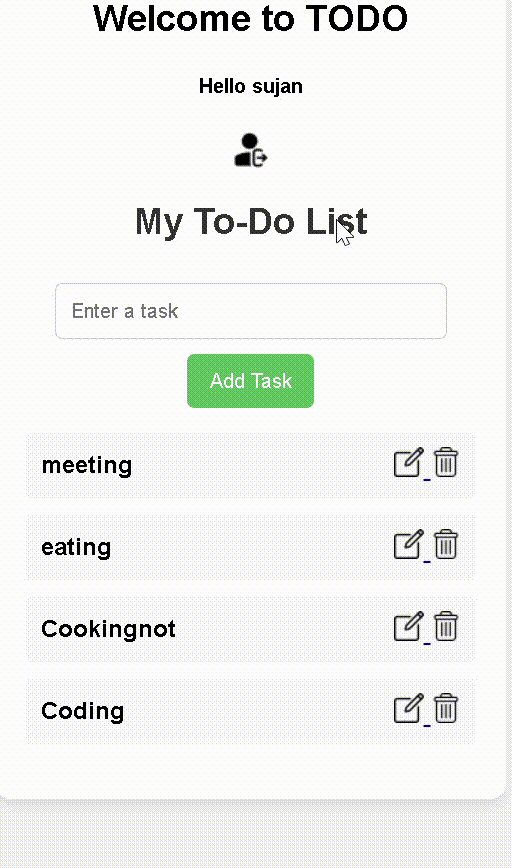 Welcome to TODO
Hello sujan
My To-Do List
Enter a task
Add Task
meeting
eating
Cookingnot
Coding